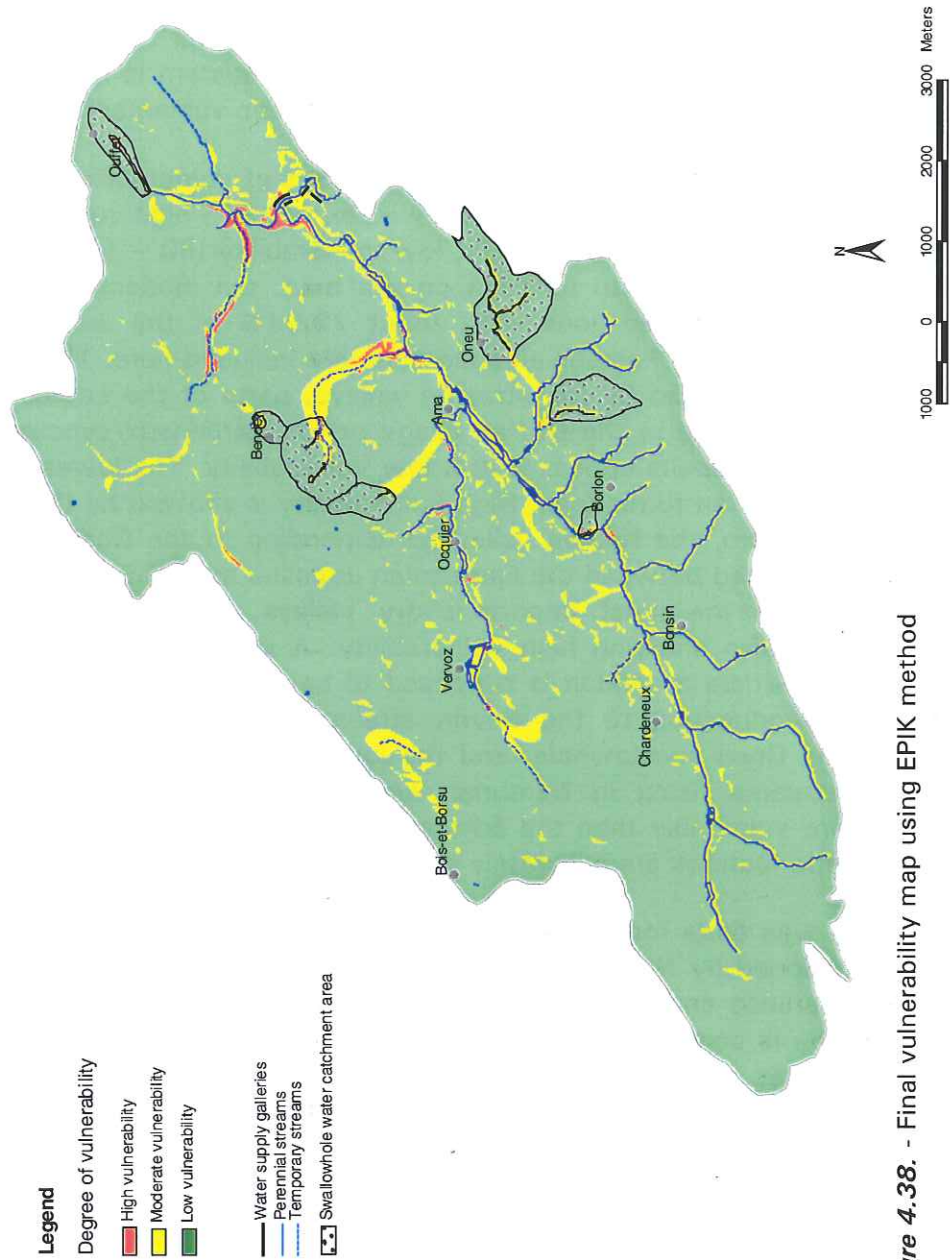 Legend
Degree of vulnerability
High vulnerability
Moderate vulnerability
Low vulnerability
Water supply galleries
Perennial streams
Temporary streams
Swallowhole water catchment area
Ouffet
Oneu
Ama
Borlon
Ocquier
Bonsin
Vervoz
Chardeneux
Bois-et-Borsu
N
1000 0 1000 2000 3000 Meters
re 4.38. - Final vulnerability map using EPIK method